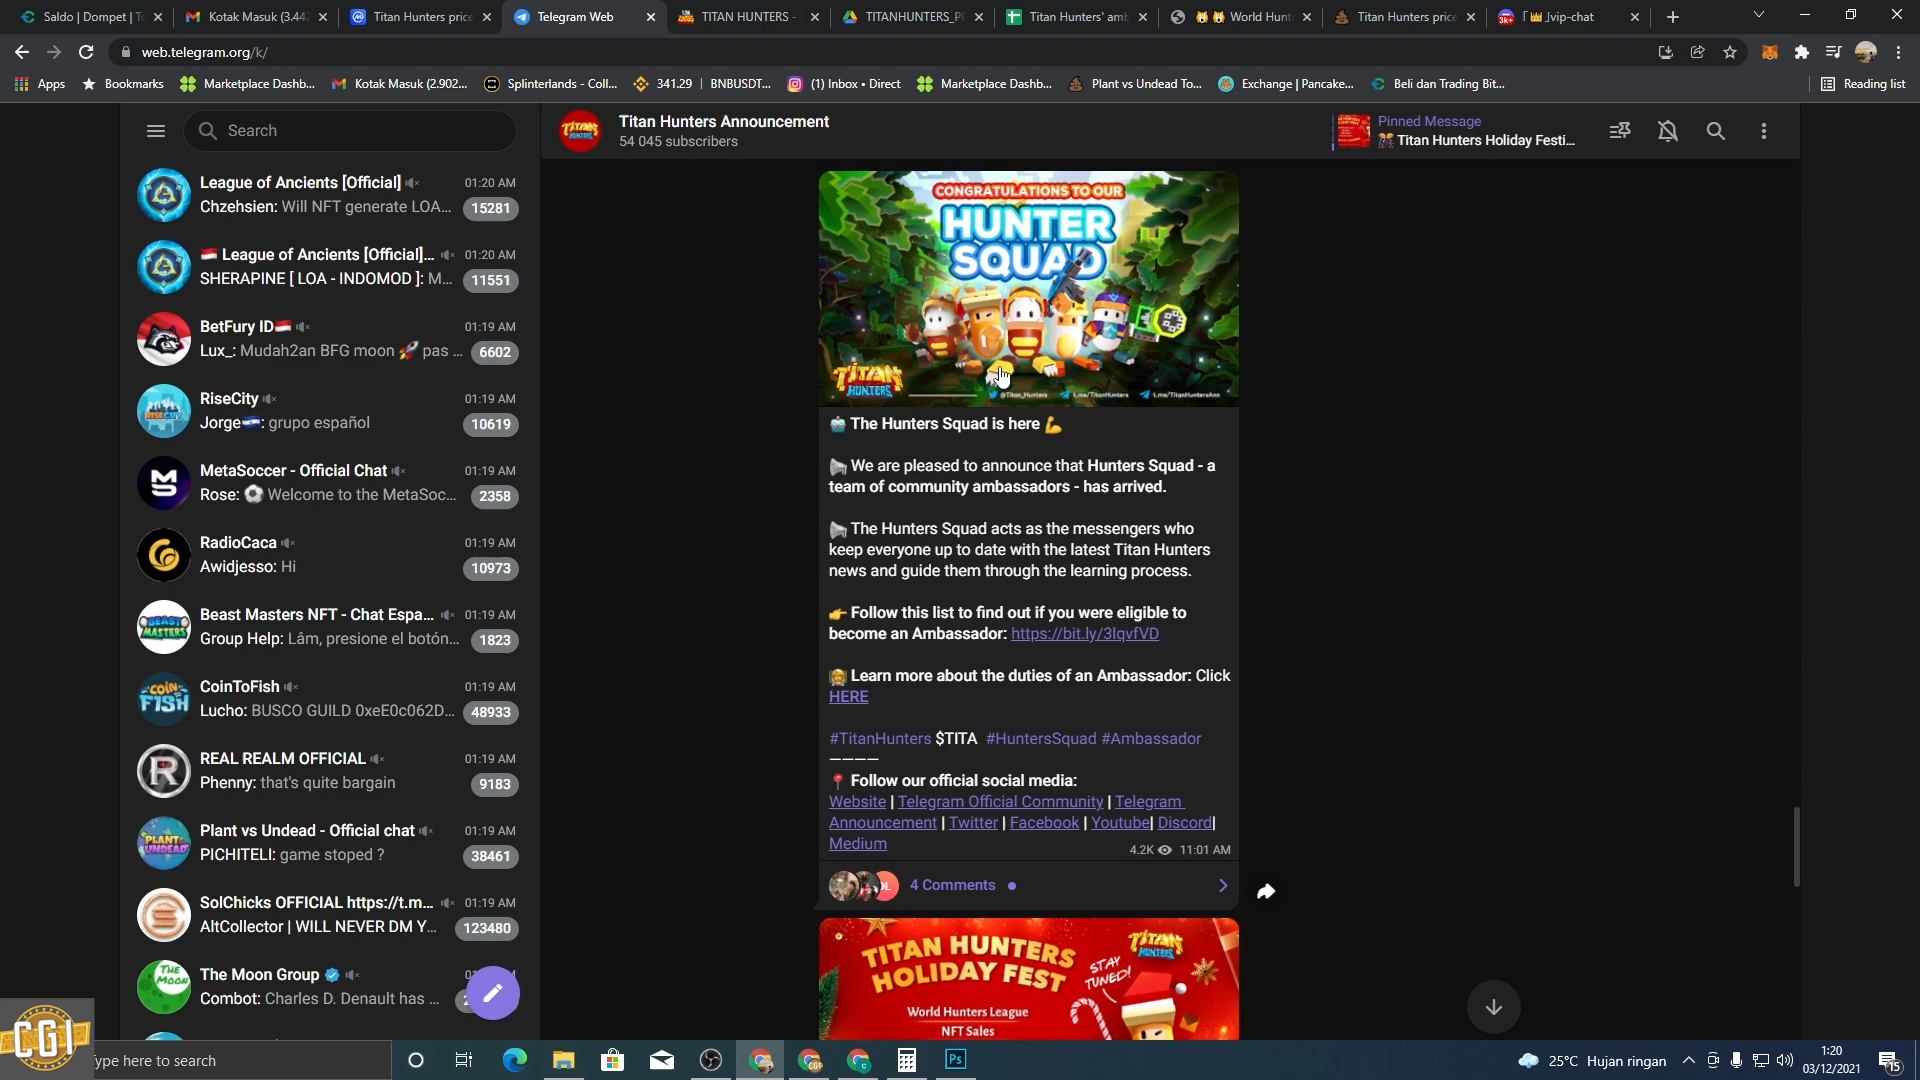 Saldo | Dompet | T
Kotak Masuk (3.44
Titan Hunters price
Telegram Web
TITAN HUNTERS -
TITANHUNTERS_P
Titan Hunters' amb
World Hunt
Titan Hunters price
vip-chat
web.telegram.org/k/
Apps
Bookmarks
Marketplace Dashb...
Kotak Masuk (2.902...
Splinterlands - Coll...
341.29 | BNBUSDT...
(1) Inbox • Direct
Marketplace Dashb...
Plant vs Undead To...
Exchange | Pancake...
Beli dan Trading Bit...
Reading list
Search
Titan Hunters Announcement
54 045 subscribers
Pinned Message
🎊 Titan Hunters Holiday Festi...
League of Ancients [Official]
01:20 AM
Chzehsien: Will NFT generate LOA...
15281
🇮🇩 League of Ancients [Official]...
01:20 AM
SHERAPINE [ LOA - INDOMOD ]: M...
11551
BetFury ID🇮🇩
01:19 AM
Lux_: Mudah2an BFG moon 🚀 pas ...
6602
RiseCity
01:19 AM
Jorge🇸🇻: grupo español
10619
MetaSoccer - Official Chat
01:19 AM
Rose: ⚽ Welcome to the MetaSoc...
2358
RadioCaca
01:19 AM
Awidjesso: Hi
10973
Beast Masters NFT - Chat Espa...
01:19 AM
Group Help: Lâm, presione el botón...
1823
CoinToFish
01:19 AM
Lucho: BUSCO GUILD 0xeE0c062D...
48933
REAL REALM OFFICIAL
01:19 AM
Phenny: that's quite bargain
9183
Plant vs Undead - Official chat
01:19 AM
PICHITELI: game stoped ?
38461
SolChicks OFFICIAL https://t.m...
01:19 AM
AltCollector | WILL NEVER DM Y...
123480
The Moon Group
Combot: Charles D. Denault has ...
CONGRATULATIONS TO OUR
HUNTER
SQUAD
TITAN
HUNTERS
@Titan_Hunters
t.me/TitanHunters
t.me/TitanHuntersAnn
The Hunters Squad is here 💪
We are pleased to announce that Hunters Squad - a
team of community ambassadors - has arrived.
The Hunters Squad acts as the messengers who
keep everyone up to date with the latest Titan Hunters
news and guide them through the learning process.
👉 Follow this list to find out if you were eligible to
become an Ambassador: https://bit.ly/3lqvfVD
Learn more about the duties of an Ambassador: Click
HERE
#TitanHunters $TITA #HuntersSquad #Ambassador
————
📍 Follow our official social media:
Website | Telegram Official Community | Telegram
Announcement | Twitter | Facebook | Youtube| Discord|
Medium
4.2K 11:01 AM
4 Comments
TITAN HUNTERS
HOLIDAY FEST
STAY
TUNED!
TITAN
HUNTERS
World Hunters League
NFT Sales
CGI
ype here to search
25°C Hujan ringan
1:20
03/12/2021
15